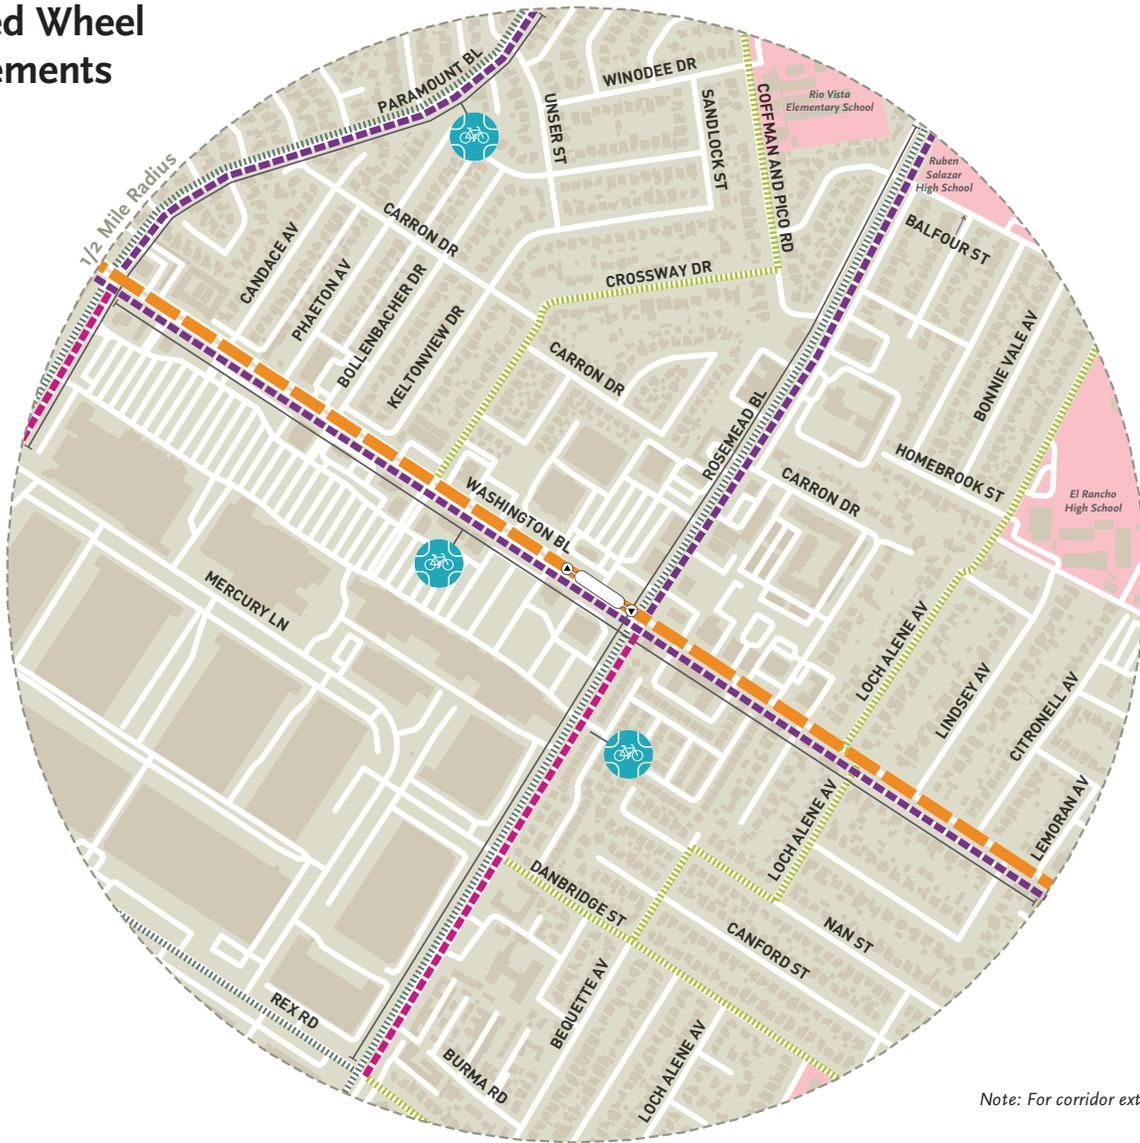 ed Wheel
ements
PARAMOUNT BL
WINODEE DR
UNSER ST
SANDLOCK ST
COFFMAN AND PICO RD
Rio Vista
Elementary School
Ruben
Salazar
High School
1/2 Mile Radius
CARRON DR
CANDACE AV
PHAETON AV
BOLLENBACHER DR
KELTONVIEW DR
CROSSWAY DR
BALFOUR ST
CARRON DR
BONNIE VALE AV
ROSEMEAD BL
HOMEBROOK ST
CARRON DR
El Rancho
High School
WASHINGTON BL
MERCURY LN
LOCH ALENE AV
LINDSEY AV
CITRONELL AV
LEMORAN AV
LOCH ALENE AV
DANBRIDGE ST
NAN ST
CANFORD ST
BEQUETTE AV
REX RD
BURMA RD
LOCH ALENE AV
Note: For corridor ext